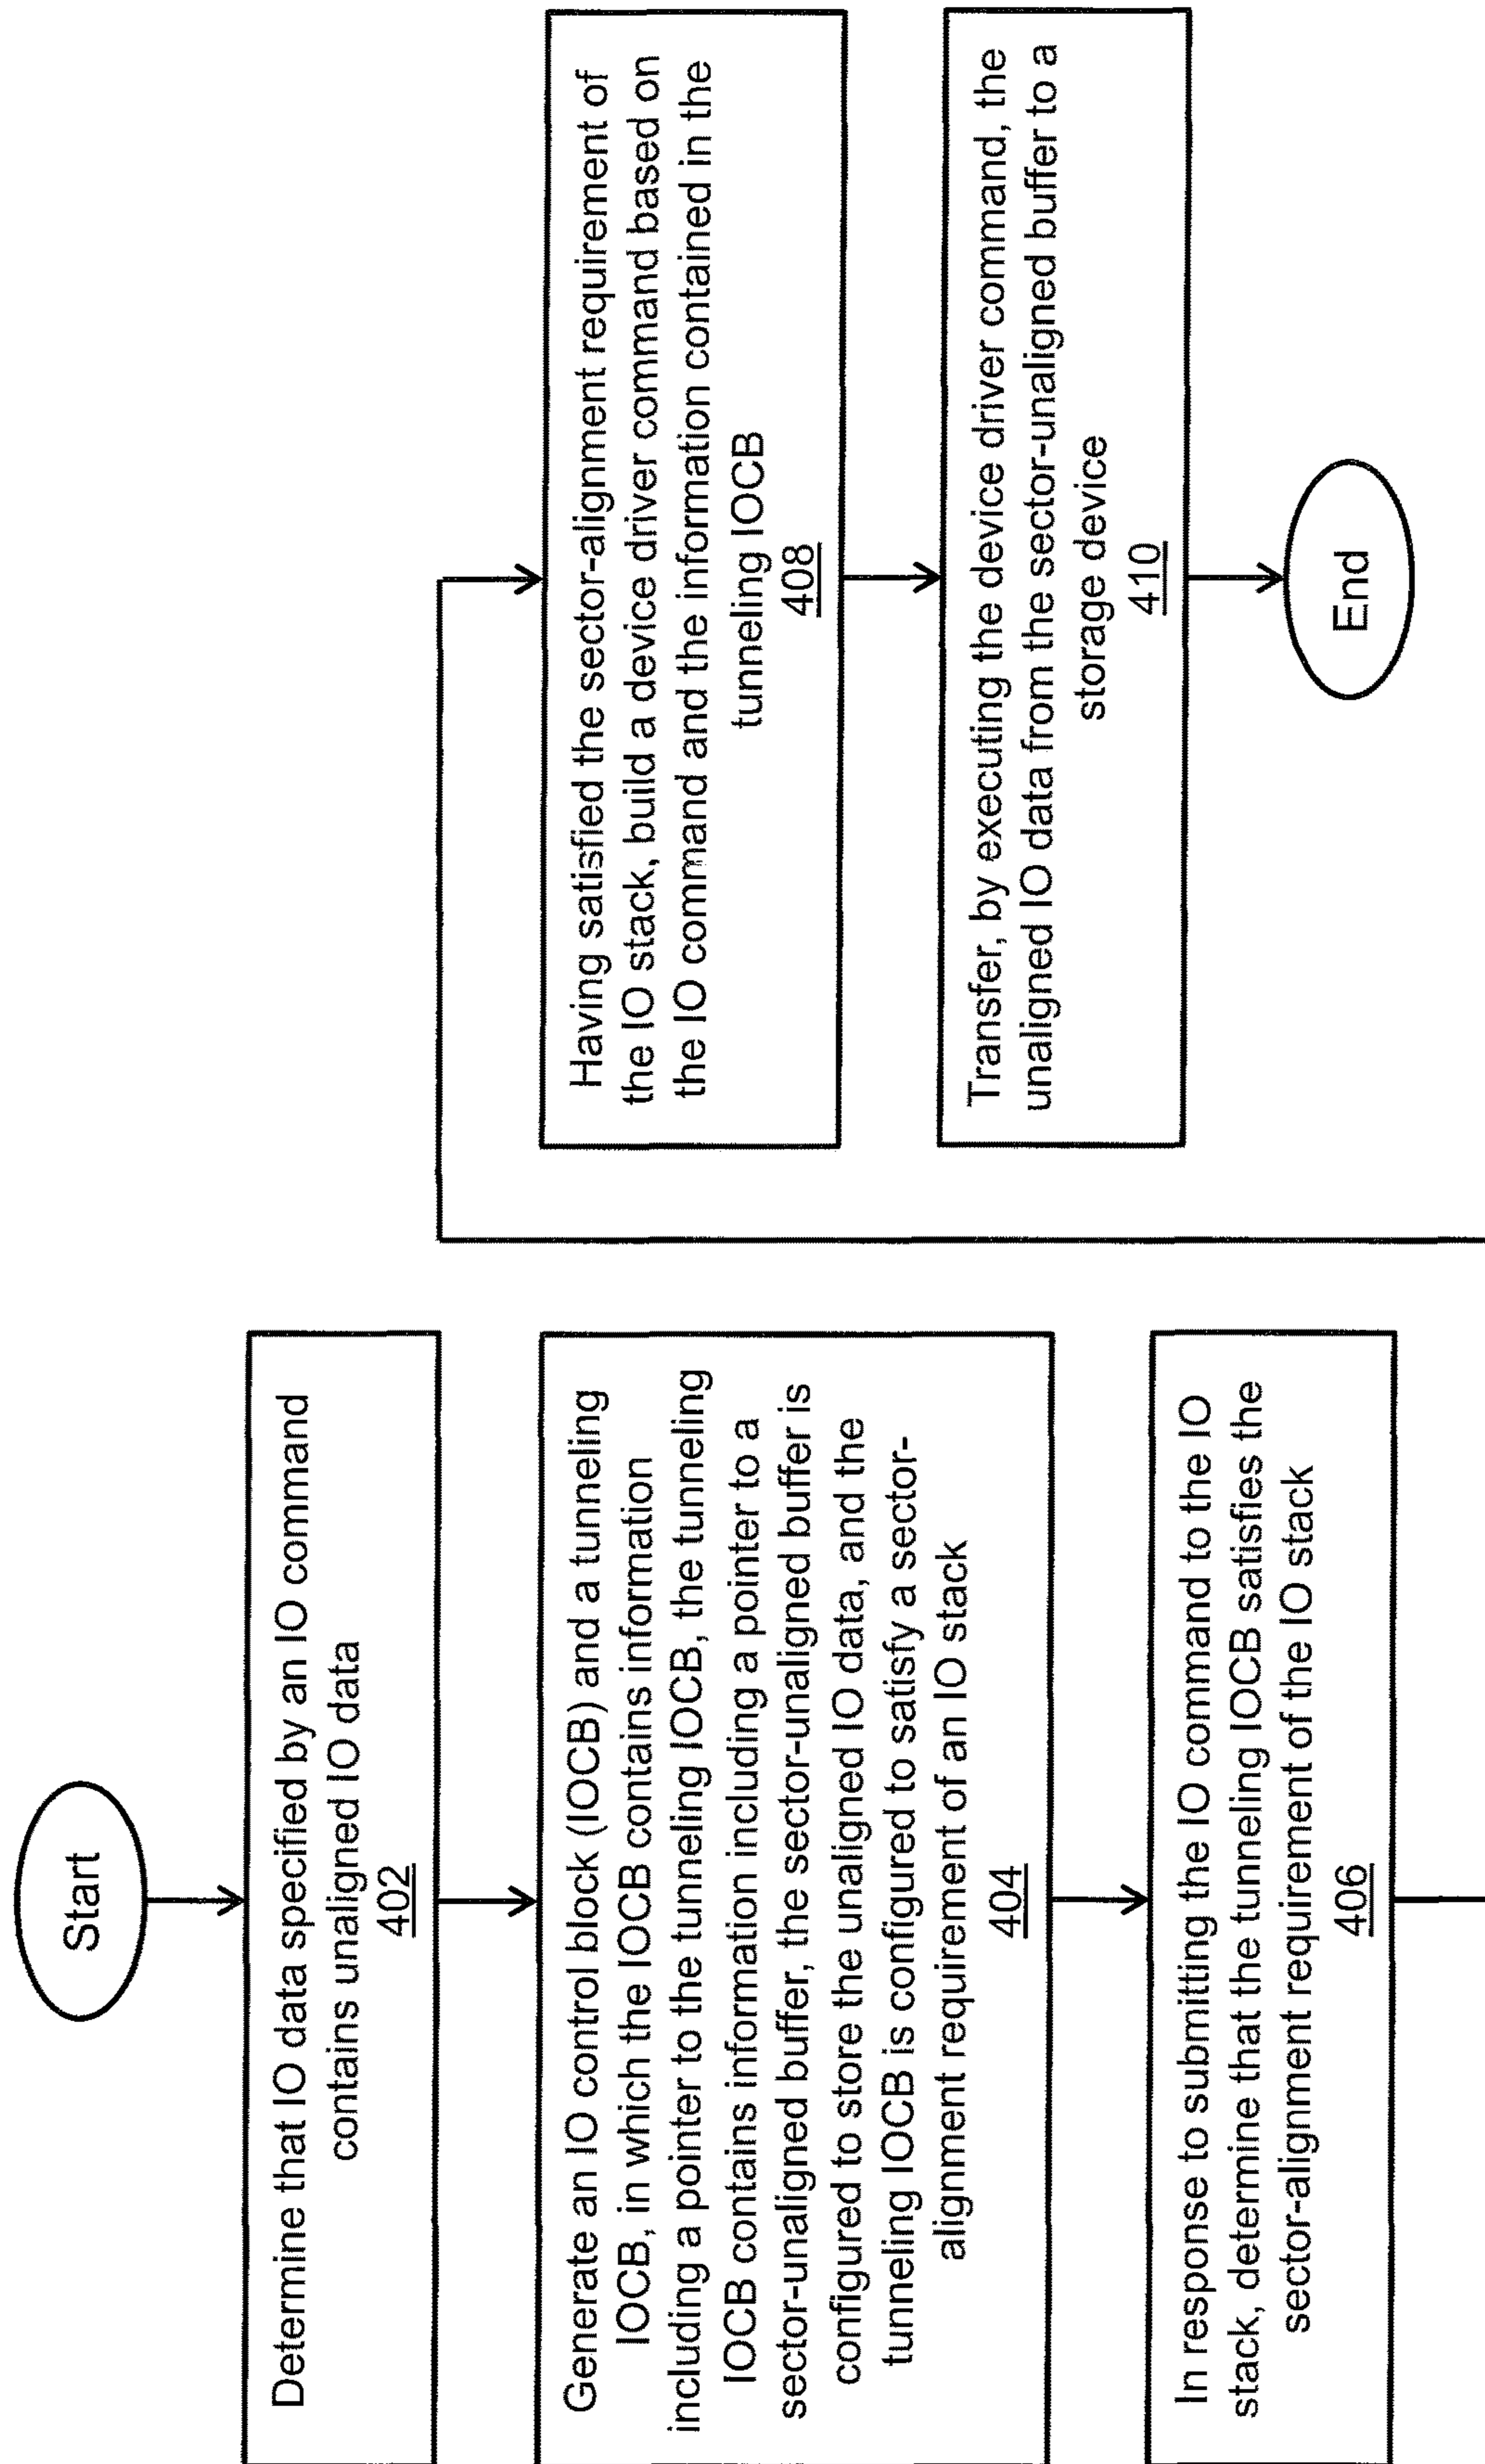 Start
Determine that IO data specified by an IO command
contains unaligned IO data
402
Generate an IO control block (IOCB) and a tunneling
IOCB, in which the IOCB contains information
including a pointer to the tunneling IOCB, the tunneling
IOCB contains information including a pointer to a
sector-unaligned buffer, the sector-unaligned buffer is
configured to store the unaligned IO data, and the
tunneling IOCB is configured to satisfy a sector-
alignment requirement of an IO stack
404
In response to submitting the IO command to the IO
stack, determine that the tunneling IOCB satisfies the
sector-alignment requirement of the IO stack
406
Having satisfied the sector-alignment requirement of
the IO stack, build a device driver command based on
the IO command and the information contained in the
tunneling IOCB
408
Transfer, by executing the device driver command, the
unaligned IO data from the sector-unaligned buffer to a
storage device
410
End